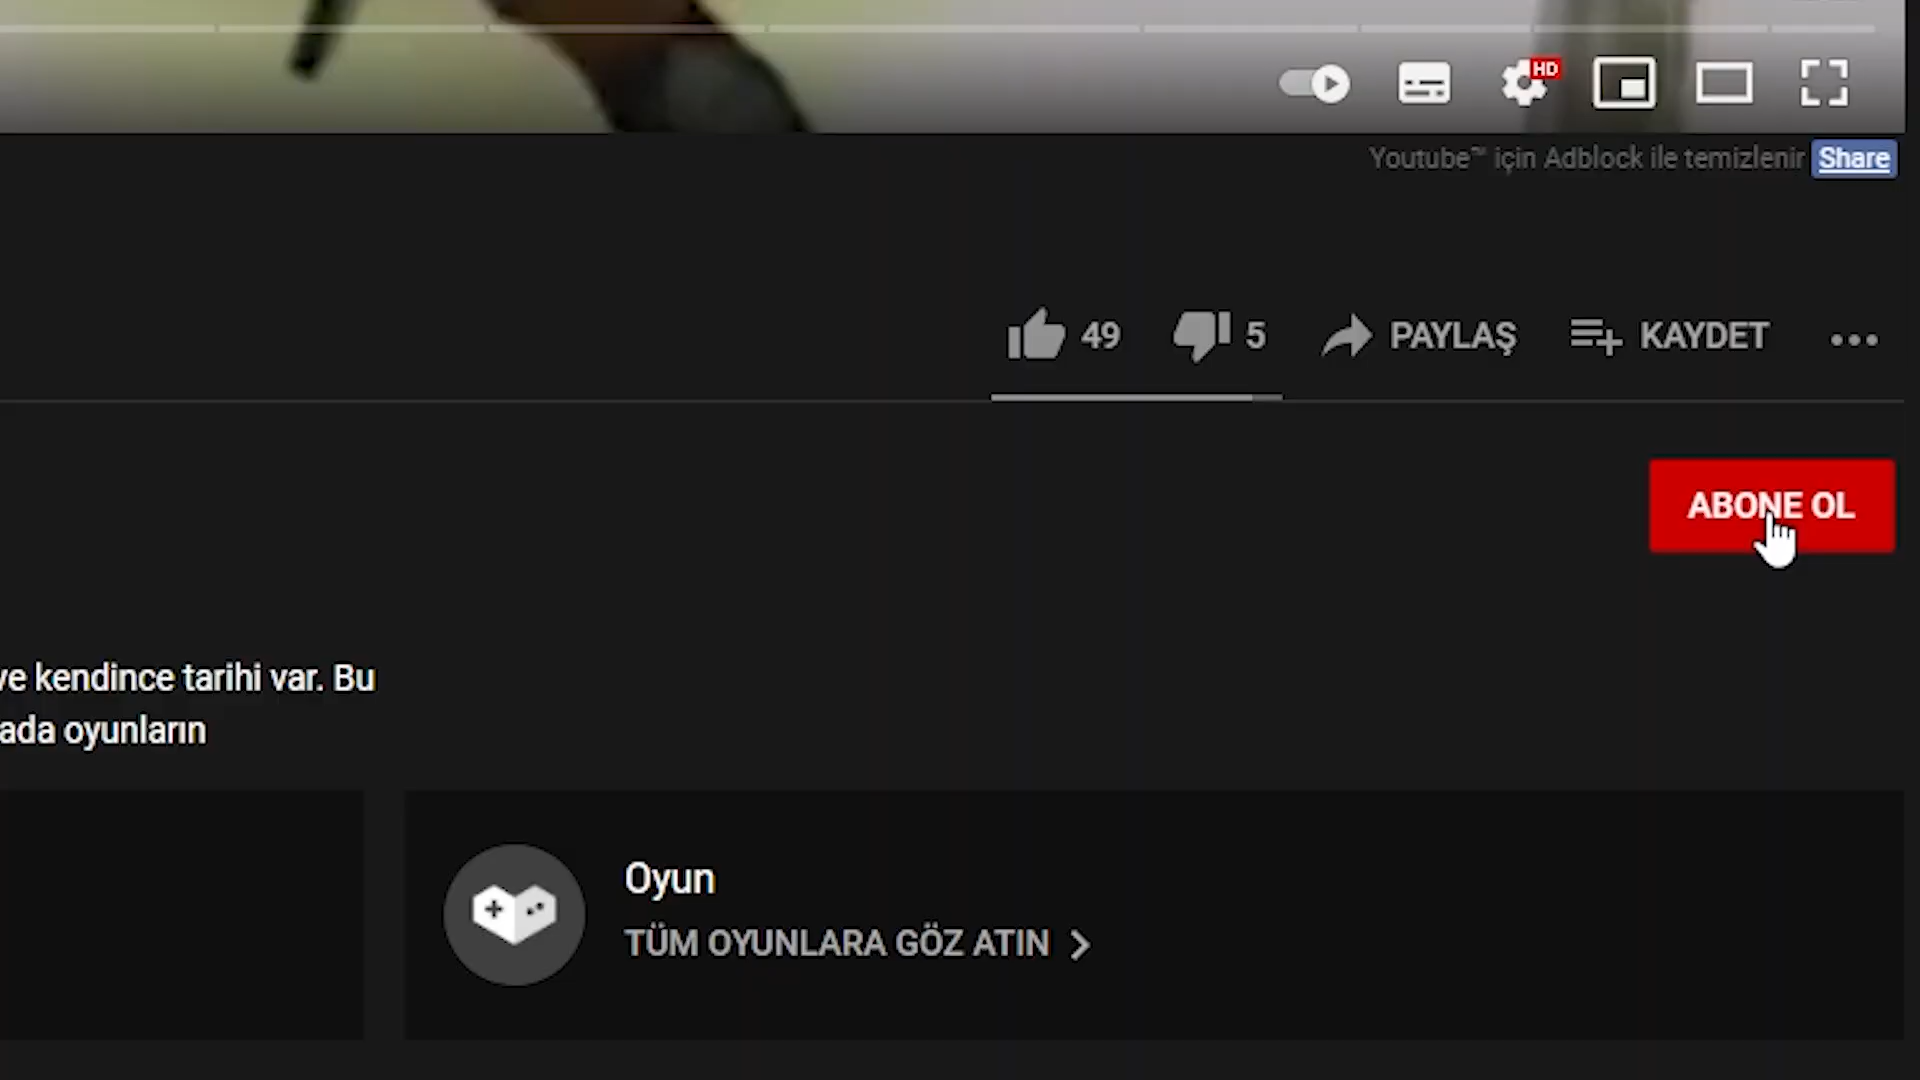 HD
Youtube™ için Adblock ile temizlenir Share
49 5 PAYLAŞ KAYDET
ABONE OL
ve kendince tarihi var. Bu
ada oyunların
Oyun
TÜM OYUNLARA GÖZ ATIN